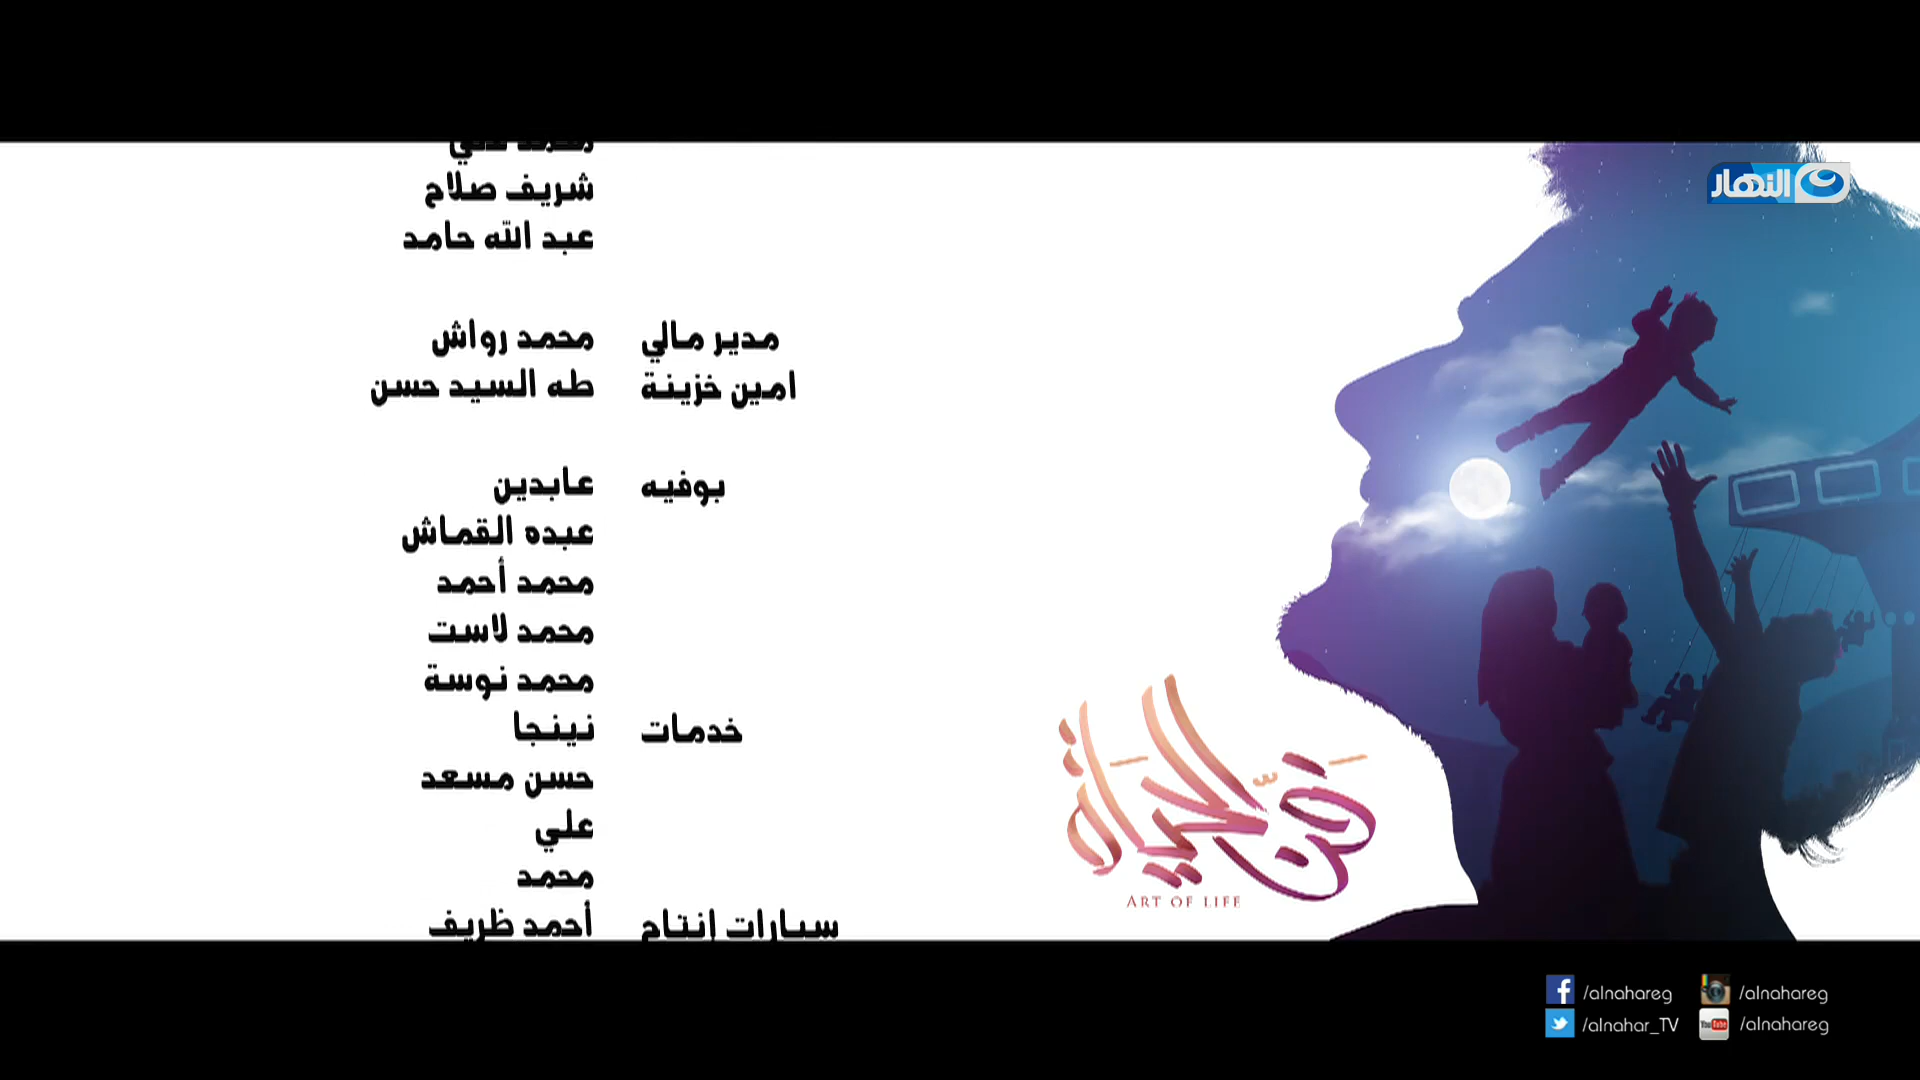 شريف صلاح
عبد الله حامد
مدير مالي محمد رواش
امين خزينة طه السيد حسن
بوفيه عابدين
عبده القماش
محمد أحمد
محمد لاست
محمد نوسة
خدمات نينجا
حسن مسعد
علي
محمد
سيارات إنتاج أحمد ظريف
النهار
فن الحياة
ART OF LIFE
/alnahareg /alnahareg
/alnahar_TV /alnahareg